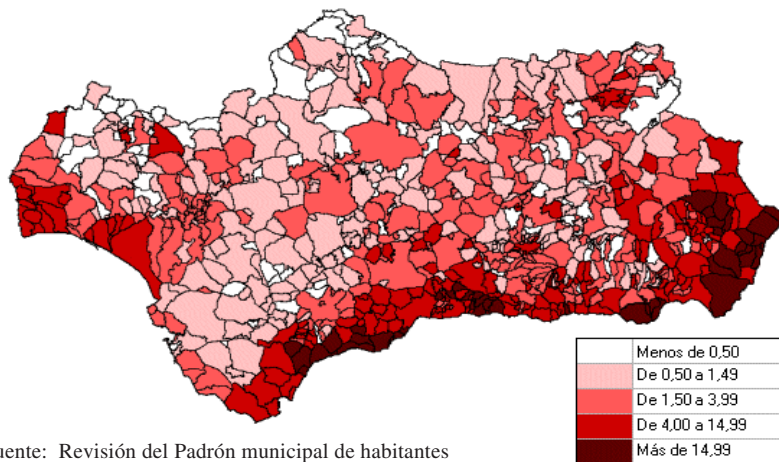 Menos de 0,50
De 0,50 a 1,49
De 1,50 a 3,99
De 4,00 a 14,99
Más de 14,99
uente: Revisión del Padrón municipal de habitantes